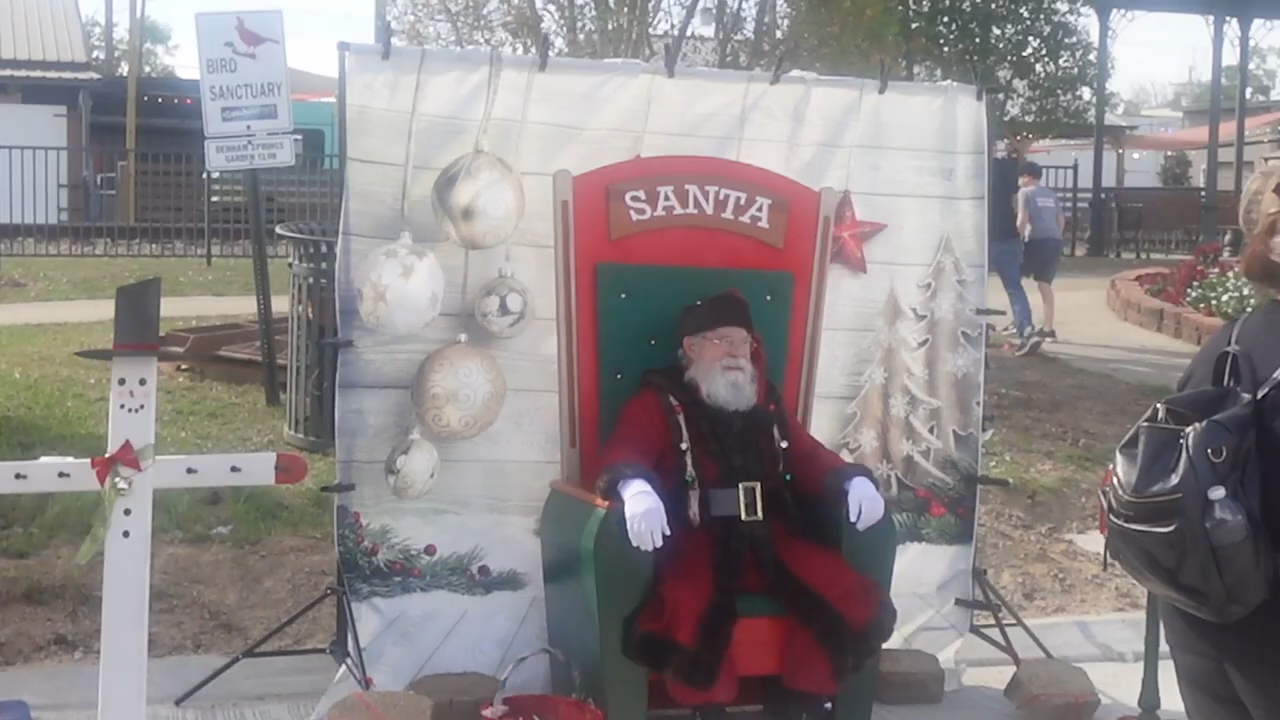 BIRD
SANCTUARY
DENHAM SPRINGS
GARDEN CLUB
SANTA